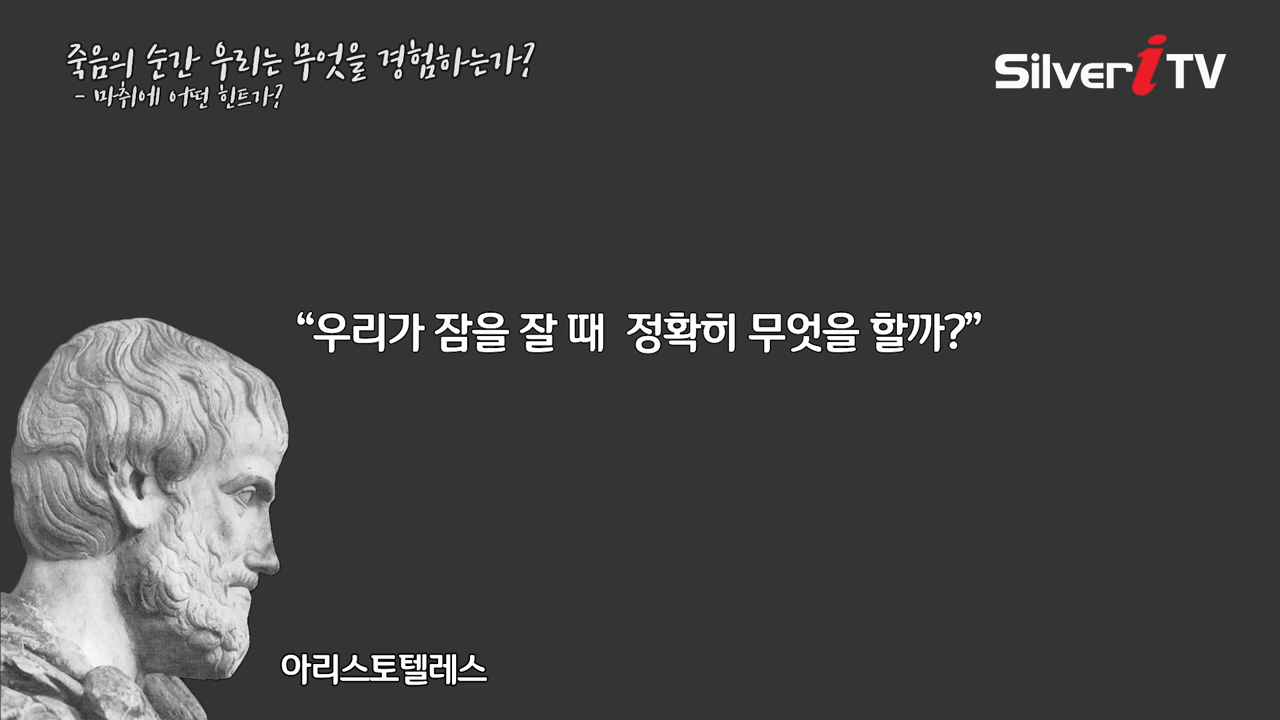 죽음의 순간 우리는 무엇을 경험하는가?
- 마취에 어떤 힌트가?
Silver i TV
“우리가 잠을 잘 때 정확히 무엇을 할까?”
아리스토텔레스